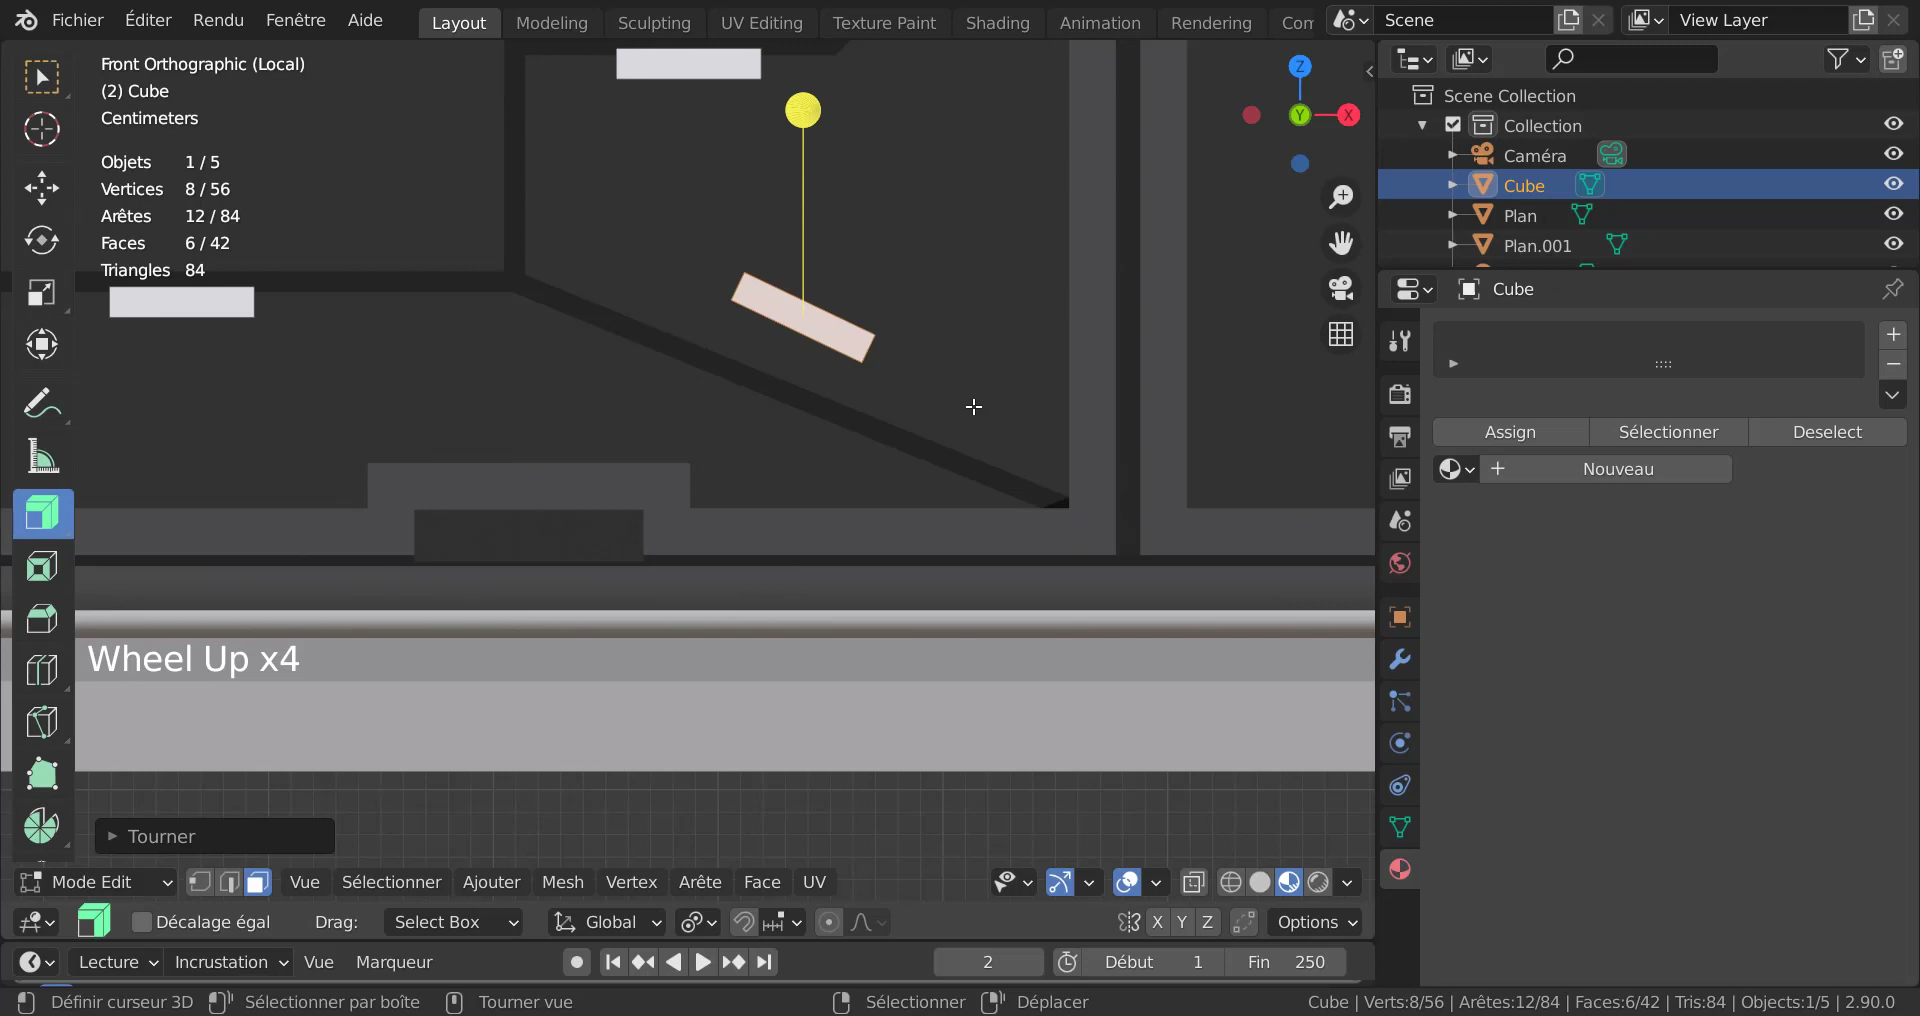 Fichier Éditer Rendu Fenêtre Aide Layout Modeling Sculpting UV Editing Texture Paint Shading Animation Rendering Scene View Layer
Front Orthographic (Local)
(2) Cube
Centimeters
Objets 1 / 5
Vertices 8 / 56
Arêtes 12 / 84
Faces 6 / 42
Triangles 84
Z
Y
X
Scene Collection
Collection
Caméra
Cube
Plan
Plan.001
Cube
Assign Sélectionner Deselect
Nouveau
Wheel Up x4
Tourner
Mode Edit Vue Sélectionner Ajouter Mesh Vertex Arête Face UV
Décalage égal Drag: Select Box Global X Y Z Options
Lecture Incrustation Vue Marqueur 2 Début 1 Fin 250
Définir curseur 3D Sélectionner par boîte Tourner vue Sélectionner Déplacer Cube | Verts:8/56 | Arêtes:12/84 | Faces:6/42 | Tris:84 | Objects:1/5 | 2.90.0